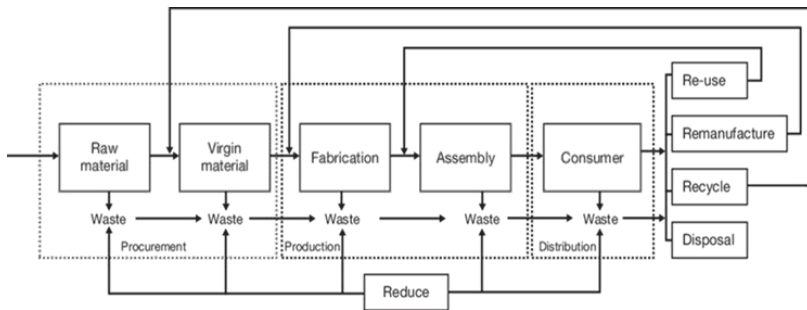 Re-use
Raw
material
Virgin
material
Fabrication
Assembly
Consumer
Remanufacture
Recycle
Waste
Waste
Waste
Waste
Waste
Disposal
Procurement
Production
Distribution
Reduce